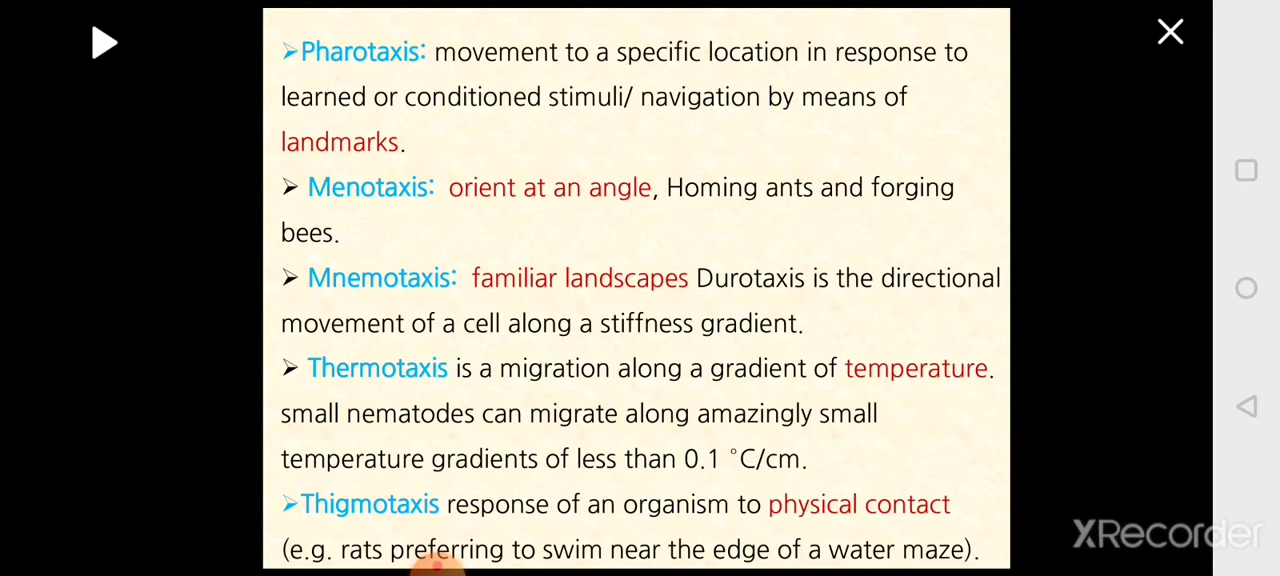 ➢Pharotaxis: movement to a specific location in response to
learned or conditioned stimuli/ navigation by means of
landmarks.
➢ Menotaxis: orient at an angle, Homing ants and forging
bees.
➢ Mnemotaxis: familiar landscapes Durotaxis is the directional
movement of a cell along a stiffness gradient.
➢ Thermotaxis is a migration along a gradient of temperature.
small nematodes can migrate along amazingly small
temperature gradients of less than 0.1 °C/cm.
➢Thigmotaxis response of an organism to physical contact
(e.g. rats preferring to swim near the edge of a water maze).
XRecorder